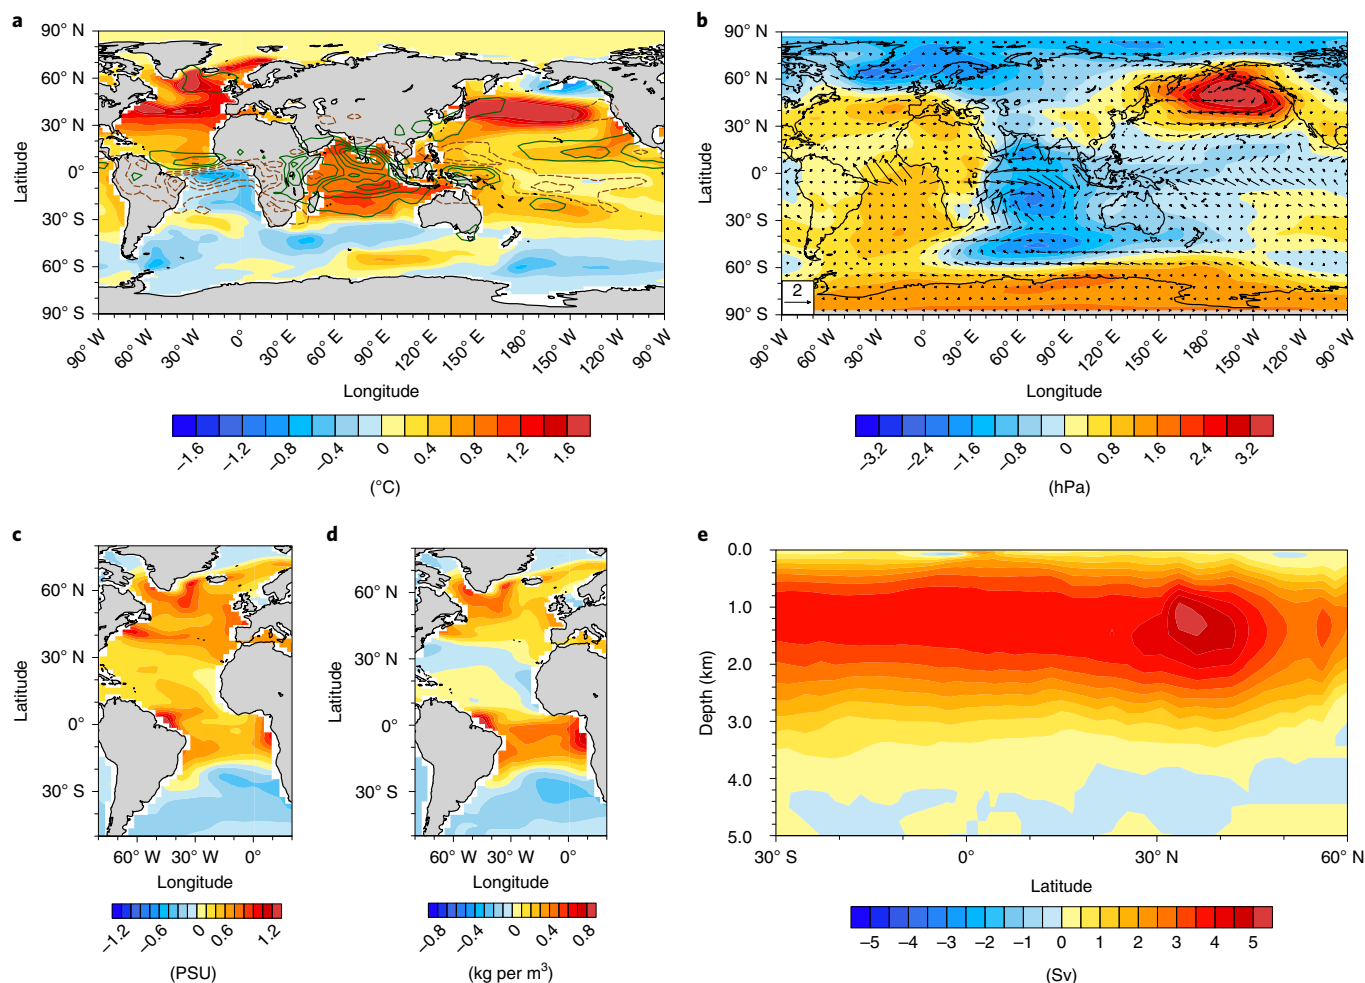 a
90° N
60° N
30° N
0°
30° S
60° S
90° S
Latitude
90° W
60° W
30° W
0°
30° E
60° E
90° E
120° E
150° E
180°
150° W
120 W
90° W
Longitude
−1.6
−1.2
−0.8
−0.4
0
0.4
0.8
1.2
1.6
(°C)
b
90° N
60° N
30° N
0°
30° S
60° S
90° S
Latitude
2
90° W
60° W
30° W
0°
30° E
60° E
90° E
120° E
150° E
180°
150° W
120° W
90° W
Longitude
−3.2
−2.4
−1.6
−0.8
0
0.8
1.6
2.4
3.2
(hPa)
c
60° N
30° N
0°
30° S
Latitude
60° W 30° W 0°
Longitude
−1.2
−0.6
0
0.6
1.2
(PSU)
d
60° N
30° N
0°
30° S
Latitude
60° W 30° W 0°
Longitude
−0.8
−0.4
0
0.4
0.8
(kg per m³)
e
0.0
1.0
2.0
3.0
4.0
5.0
Depth (km)
30° S 0° 30° N 60° N
Latitude
−5 −4 −3 −2 −1 0 1 2 3 4 5
(Sv)